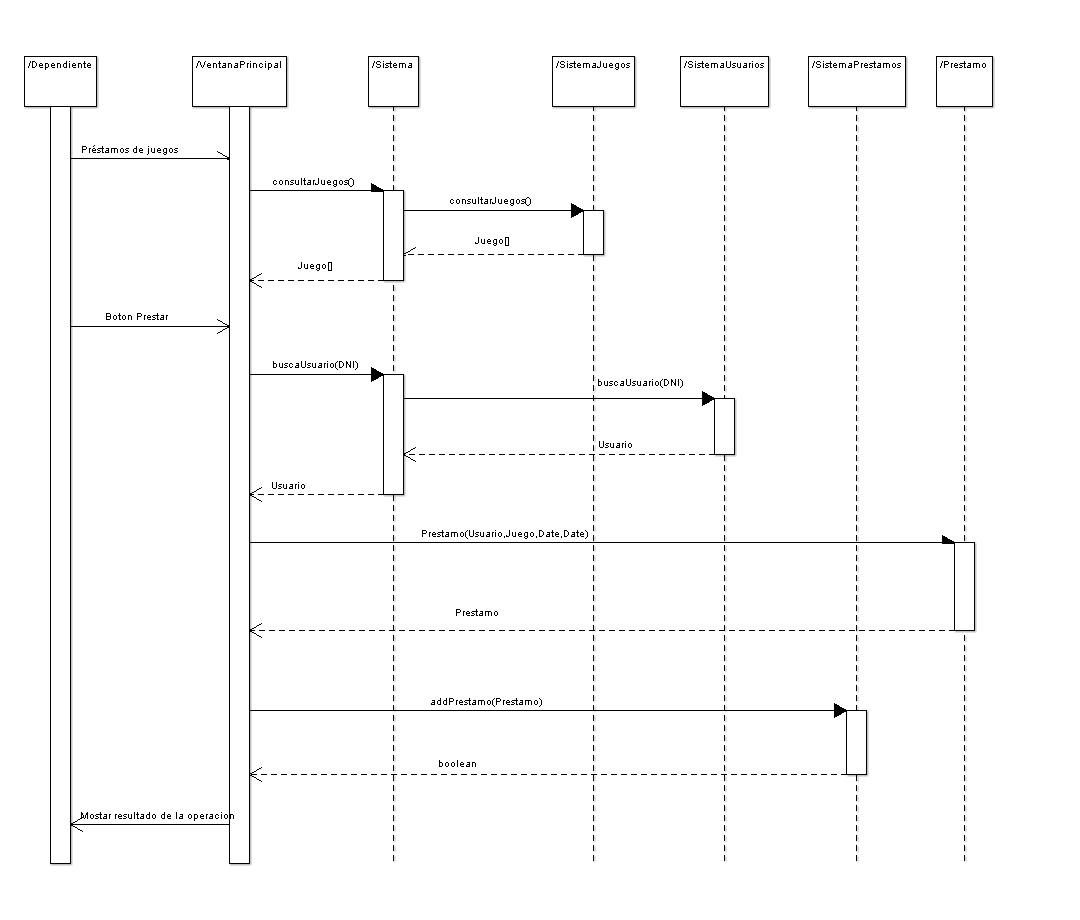 /Dependiente
/VentanaPrincipal
/Sistema
/SistemaJuegos
/SistemaUsuarios
/SistemaPrestamos
/Prestamo
Préstamos de juegos
consultarJuegos()
consultarJuegos()
Juego[]
Juego[]
Boton Prestar
buscaUsuario(DNI)
buscaUsuario(DNI)
Usuario
Usuario
Prestamo(Usuario,Juego,Date,Date)
Prestamo
addPrestamo(Prestamo)
boolean
Mostar resultado de la operacion